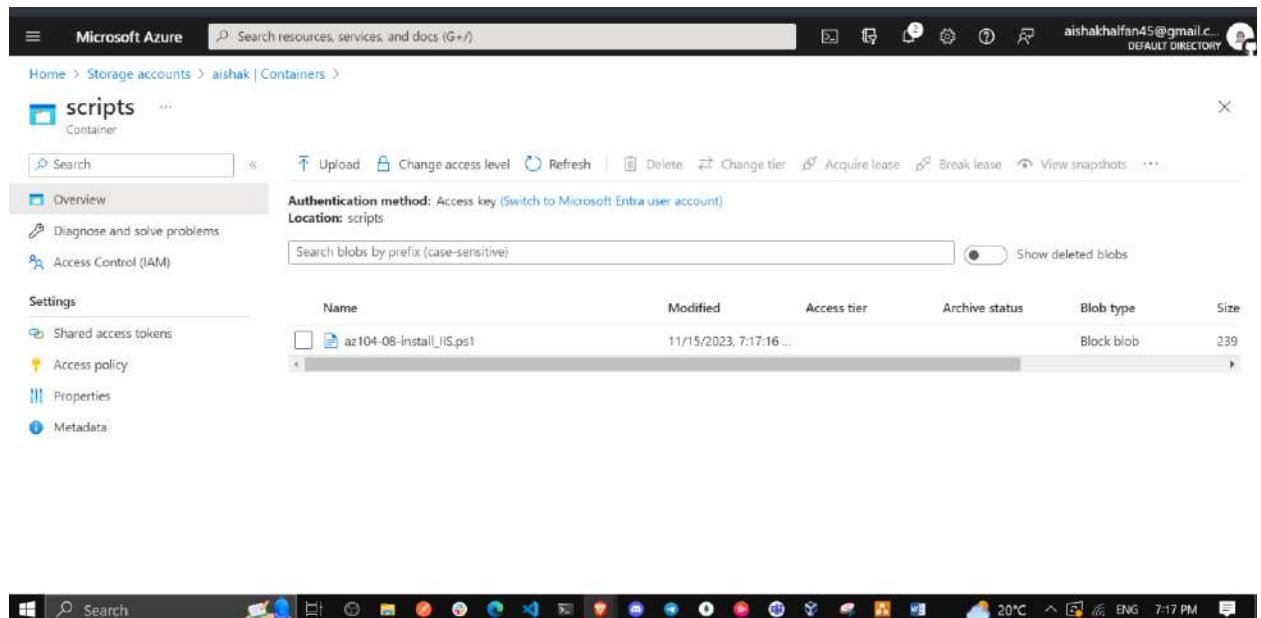 Microsoft Azure
Search resources, services, and docs (G+/)
2
aishakhalfan45@gmail.c...
DEFAULT DIRECTORY
Home > Storage accounts > aishak | Containers >
scripts ...
Container
Search
Upload Change access level Refresh Delete Change tier Acquire lease Break lease View snapshots ...
Overview
Diagnose and solve problems
Access Control (IAM)
Settings
Shared access tokens
Access policy
Properties
Metadata
Authentication method: Access key (Switch to Microsoft Entra user account)
Location: scripts
Search blobs by prefix (case-sensitive)
Show deleted blobs
Name Modified Access tier Archive status Blob type Size
az104-08-install_IIS.ps1 11/15/2023, 7:17:16 ... Block blob 239
Search
20°C ENG 7:17 PM